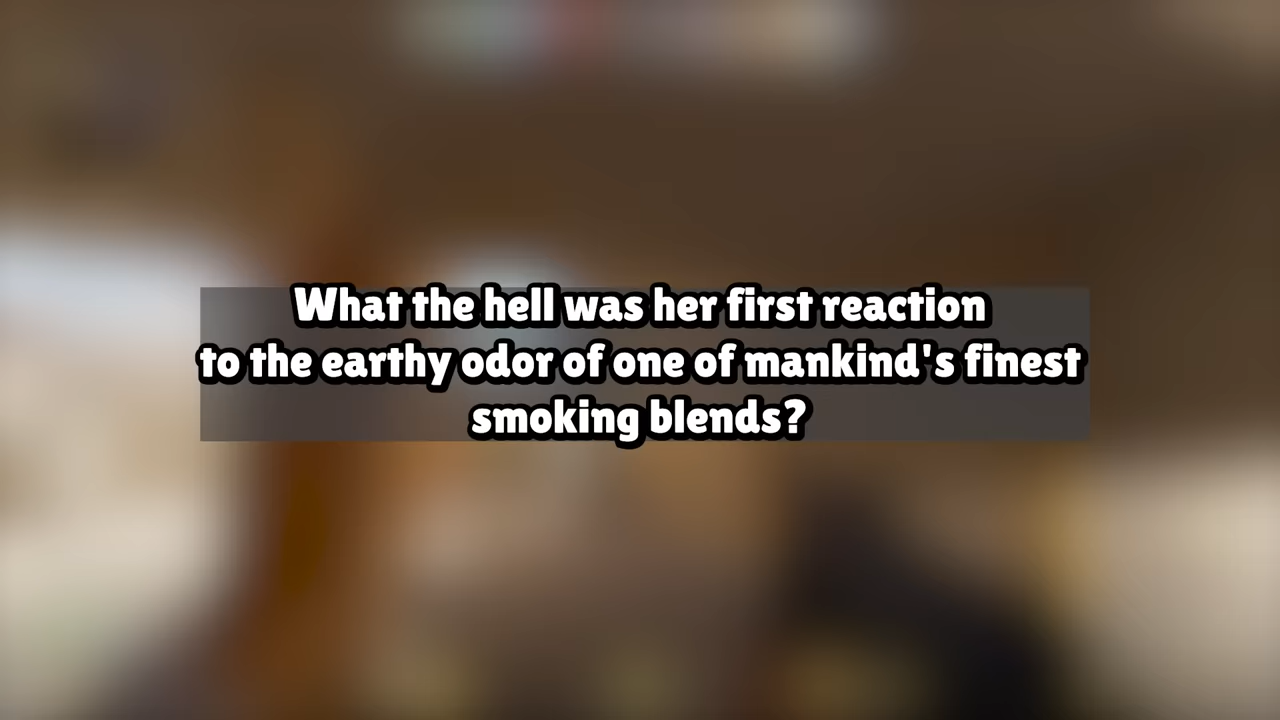 What the hell was her first reaction
to the earthy odor of one of mankind's finest
smoking blends?